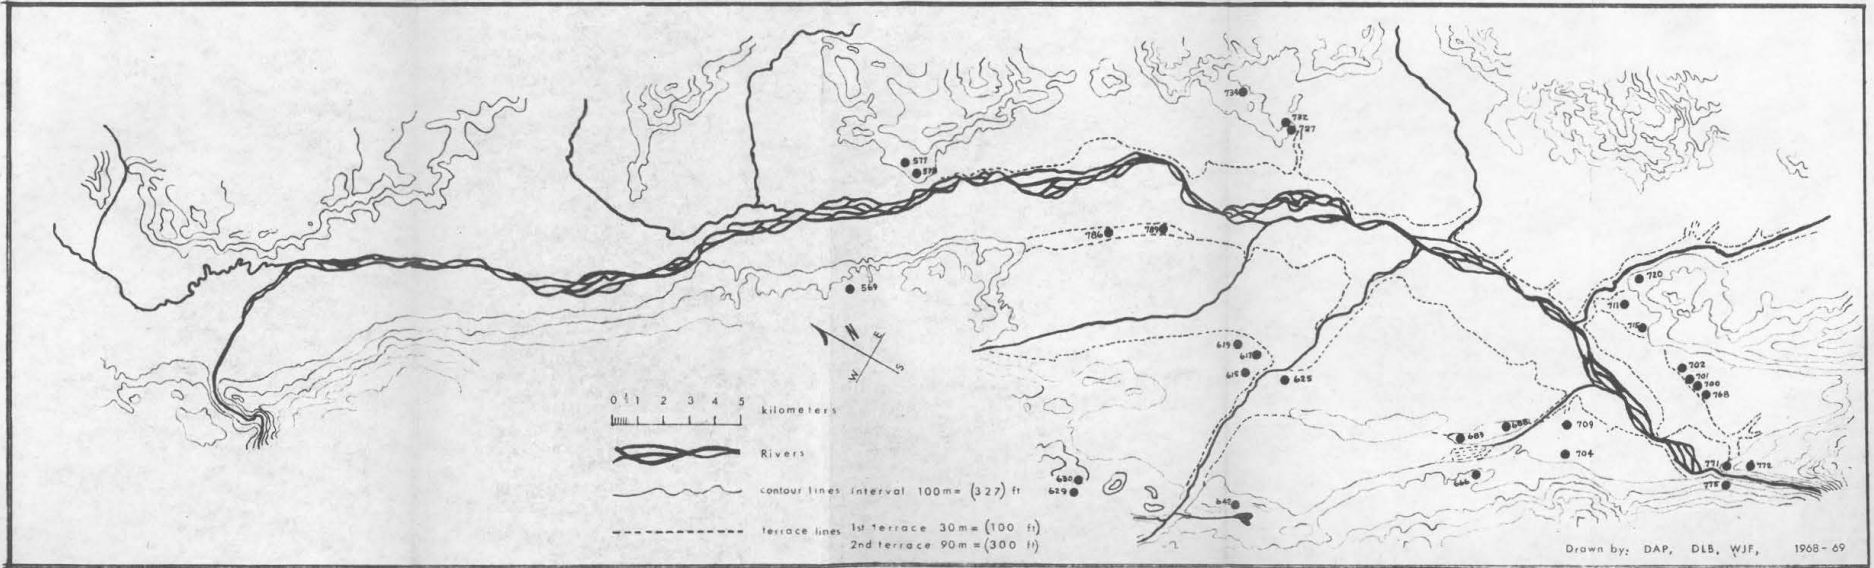 734
732
727
577
578
786
789
569
720
711
715
N
E
W
S
619
617
615
625
702
701
700
768
0 ½ 1 2 3 4 5
kilometers
Rivers
contour lines interval 100m = (327) ft
terrace lines 1st terrace 30m = (100 ft)
2nd terrace 90m = (300 ft)
683
688
709
704
666
630
629
640
771
772
775
Drawn by: DAP, DLB, WJF, 1968-69